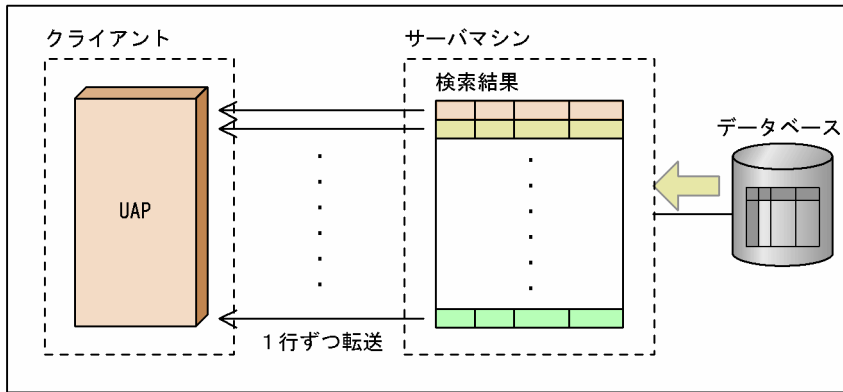 クライアント
サーバマシン
検索結果
データベース
UAP
１行ずつ転送